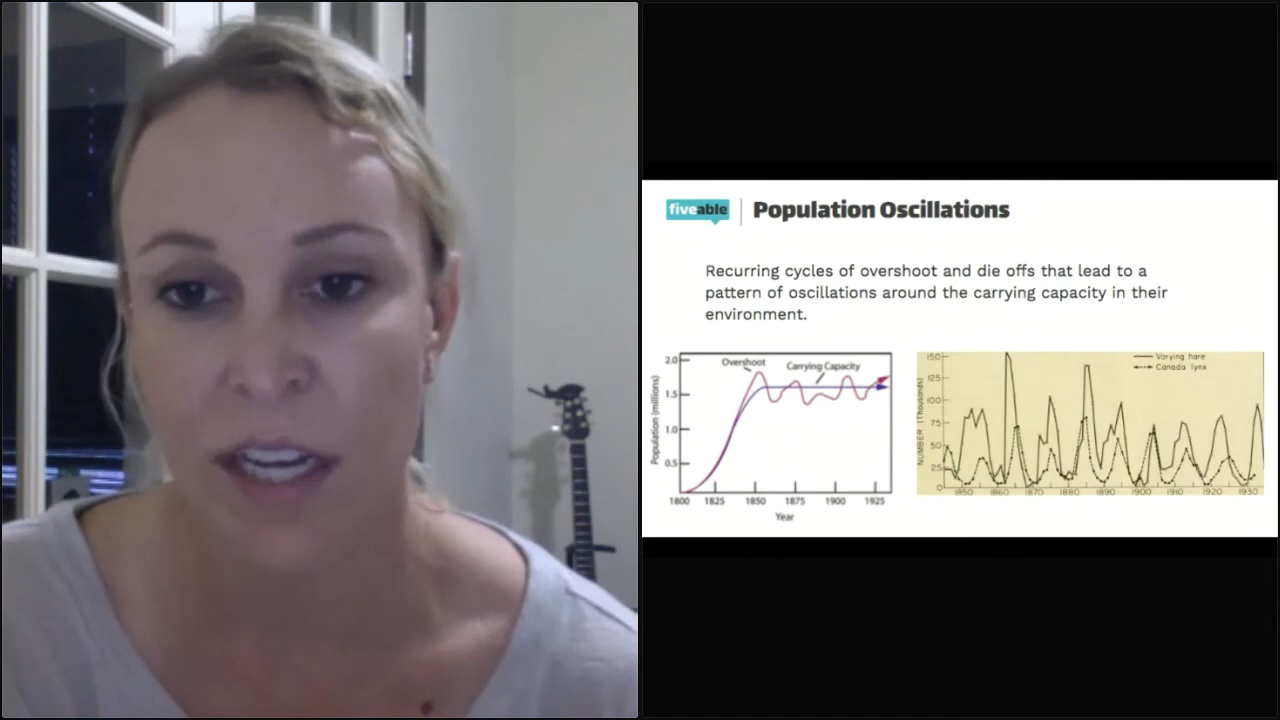 fiveable
Population Oscillations
Recurring cycles of overshoot and die offs that lead to a
pattern of oscillations around the carrying capacity in their
environment.
Overshoot
Carrying Capacity
Population (millions)
2.0
1.5
1.0
0.5
1800 1825 1850 1875 1900 1925
Year
Varying hare
Canada lynx
NUMBER (Thousands)
150
125
100
75
50
25
0
1850 1860 1870 1880 1890 1900 1910 1920 1930